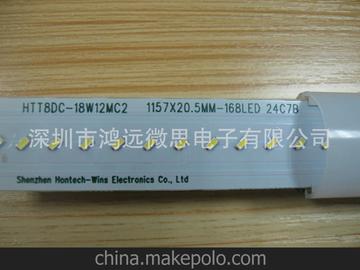 HTT8DC-18W12MC2 1157X20.5MM-168LED 24C7B
深圳市鸿远微思电子有限公司
Shenzhen Hontech-Wins Electronics Co., Ltd
china.makepolo.com